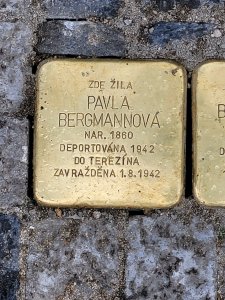 ZDE ŽILA
PAVLA
BERGMANNOVÁ
NAR. 1860
DEPORTOVÁNA 1942
DO TEREZÍNA
ZAVRAŽDĚNA 1.8.1942